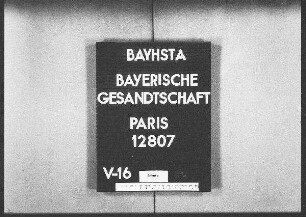 BAYHSTA
BAYERISCHE
GESANDTSCHAFT
PARIS
12807
V-16